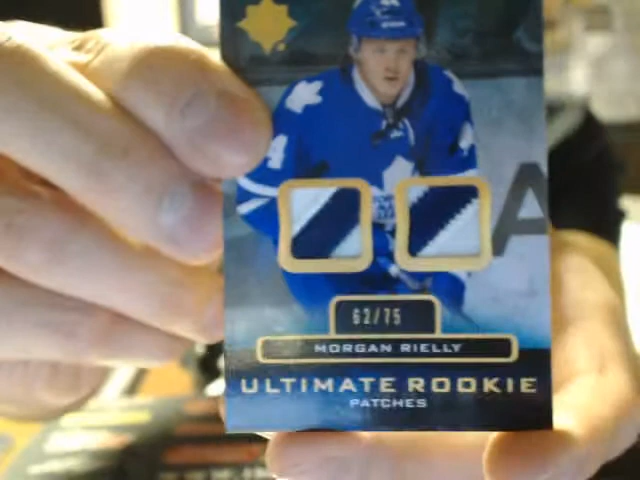 A
62/75
MORGAN RIELLY
ULTIMATE ROOKIE
PATCHES